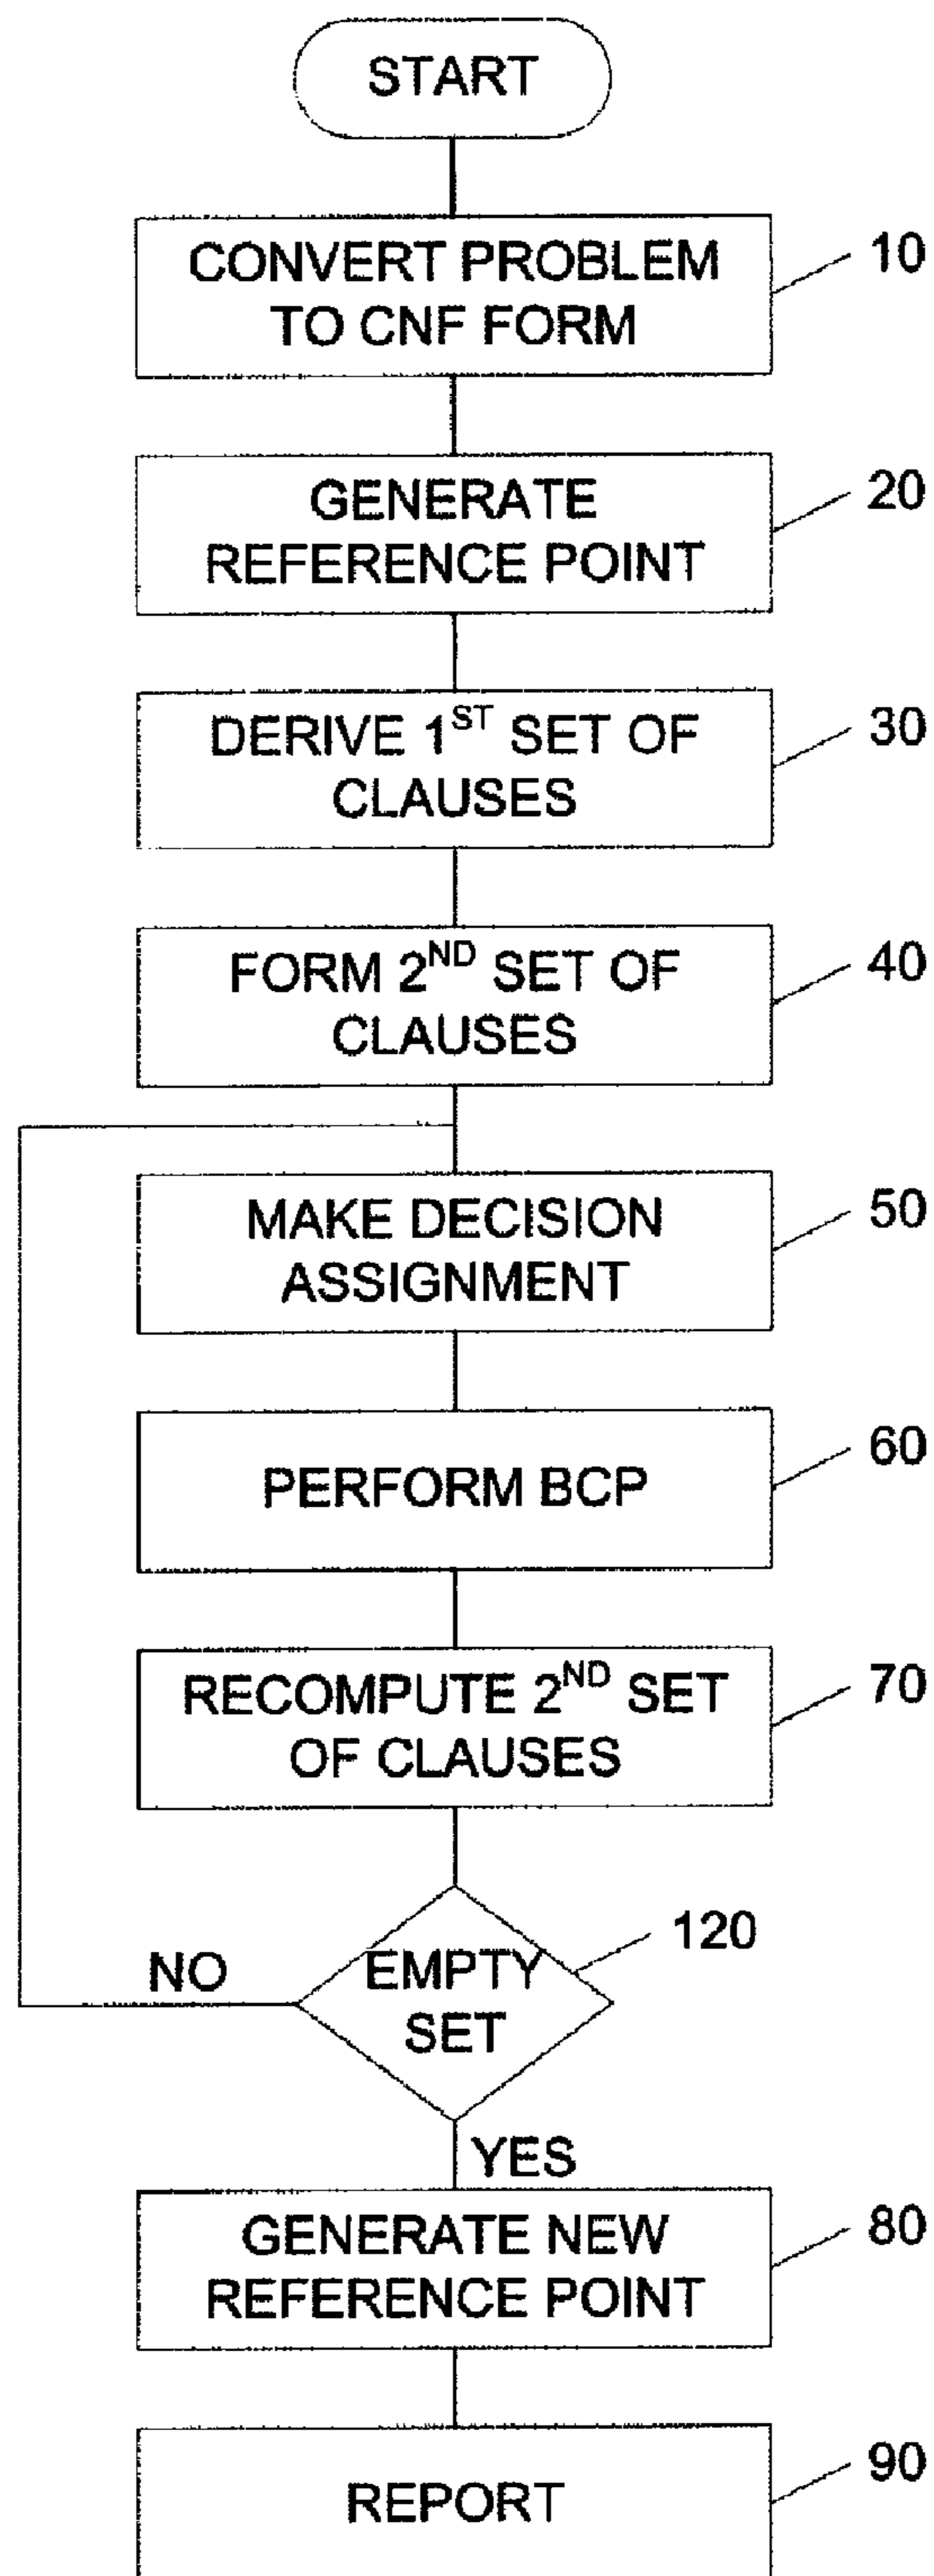 START
CONVERT PROBLEM
TO CNF FORM
10
GENERATE
REFERENCE POINT
20
DERIVE 1ST SET OF
CLAUSES
30
FORM 2ND SET OF
CLAUSES
40
MAKE DECISION
ASSIGNMENT
50
PERFORM BCP
60
RECOMPUTE 2ND SET
OF CLAUSES
70
EMPTY
SET
120
NO
YES
GENERATE NEW
REFERENCE POINT
80
REPORT
90